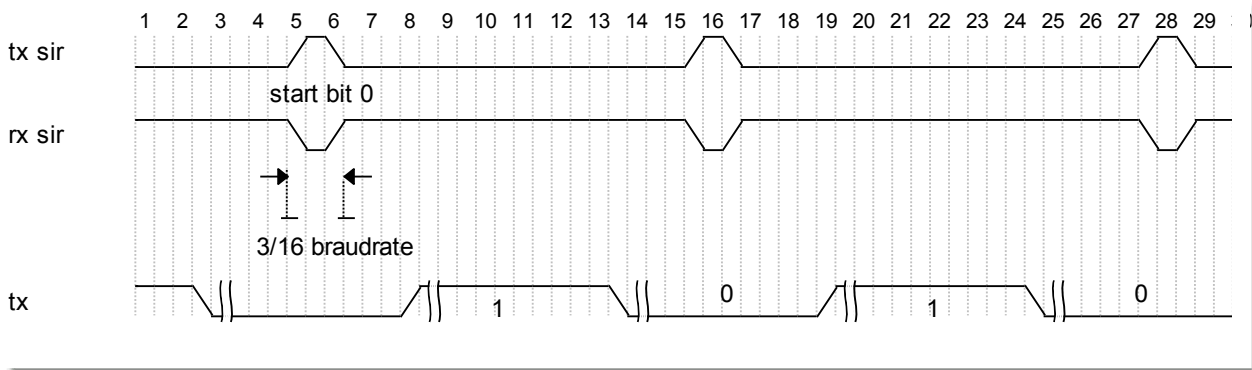 1 2 3 4 5 6 7 8 9 10 11 12 13 14 15 16 17 18 19 20 21 22 23 24 25 26 27 28 29
tx sir
start bit 0
rx sir
3/16 braudrate
tx 1 0 1 0